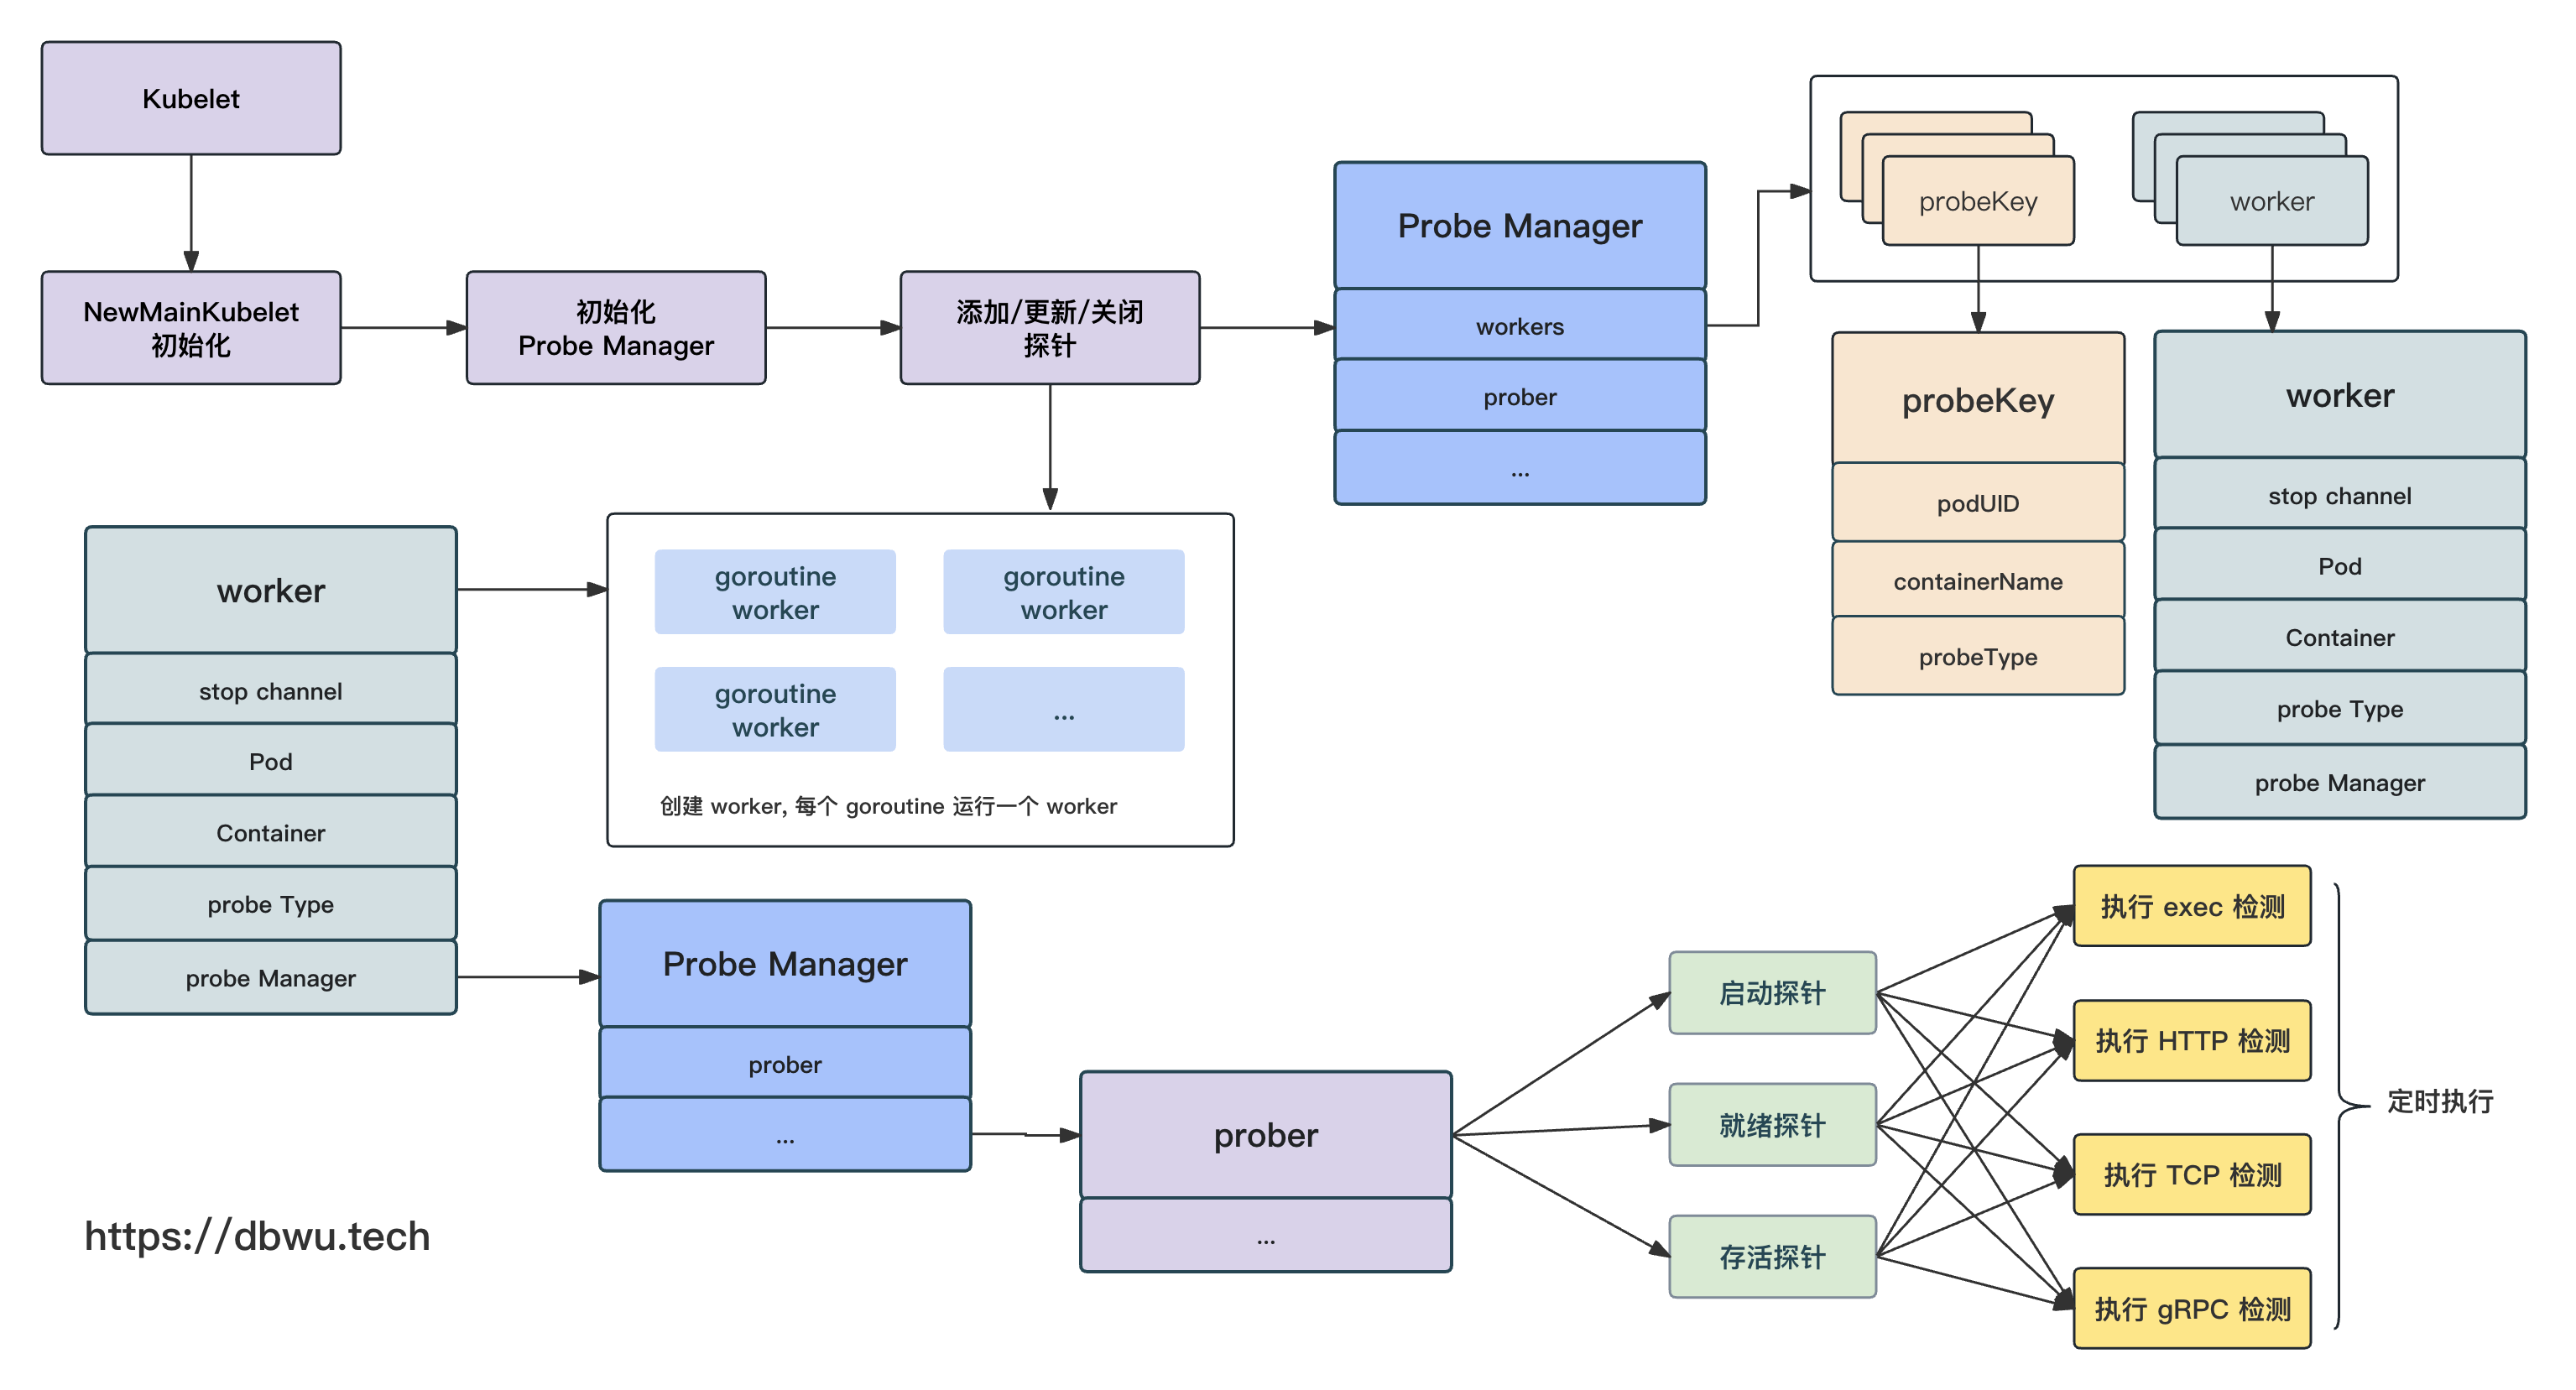 Kubelet
NewMainKubelet
初始化
初始化
Probe Manager
添加/更新/关闭
探针
Probe Manager
workers
prober
...
probeKey
worker
probeKey
podUID
containerName
probeType
worker
stop channel
Pod
Container
probe Type
probe Manager
worker
stop channel
Pod
Container
probe Type
probe Manager
goroutine
worker
goroutine
worker
goroutine
worker
...
创建 worker, 每个 goroutine 运行一个 worker
Probe Manager
prober
...
prober
...
启动探针
就绪探针
存活探针
执行 exec 检测
执行 HTTP 检测
执行 TCP 检测
执行 gRPC 检测
定时执行
https://dbwu.tech